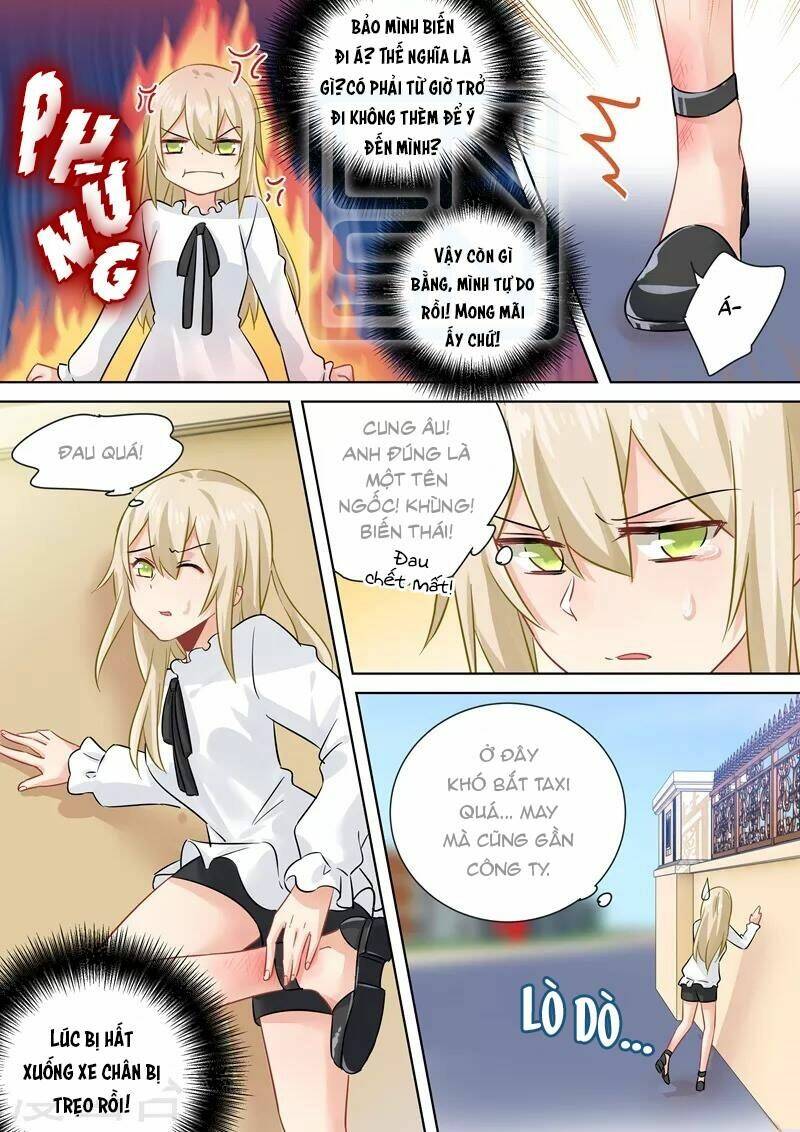 BẢO MÌNH BIẾN
ĐI Á? THẾ NGHĨA LÀ
GÌ?CÓ PHẢI TỪ GIỜ TRỞ
ĐI KHÔNG THÈM ĐỂ Ý
ĐẾN MÌNH?
PHỪNG
VẬY CÒN GÌ
BẰNG, MÌNH TỰ DO
RỒI! MONG MÃI
ẤY CHỨ!
Á-
ĐAU QUÁ!
CUNG ÂU!
ANH ĐÚNG LÀ
MỘT TÊN
NGỐC! KHÙNG!
BIẾN THÁI!
Đau
chết mất!
Ở ĐÂY
KHÓ BẮT TAXI
QUÁ... MAY
MÀ CŨNG GẦN
CÔNG TY.
LÒ DÒ...
LÚC BỊ HẤT
XUỐNG XE CHÂN BỊ
TRẸO RỒI!